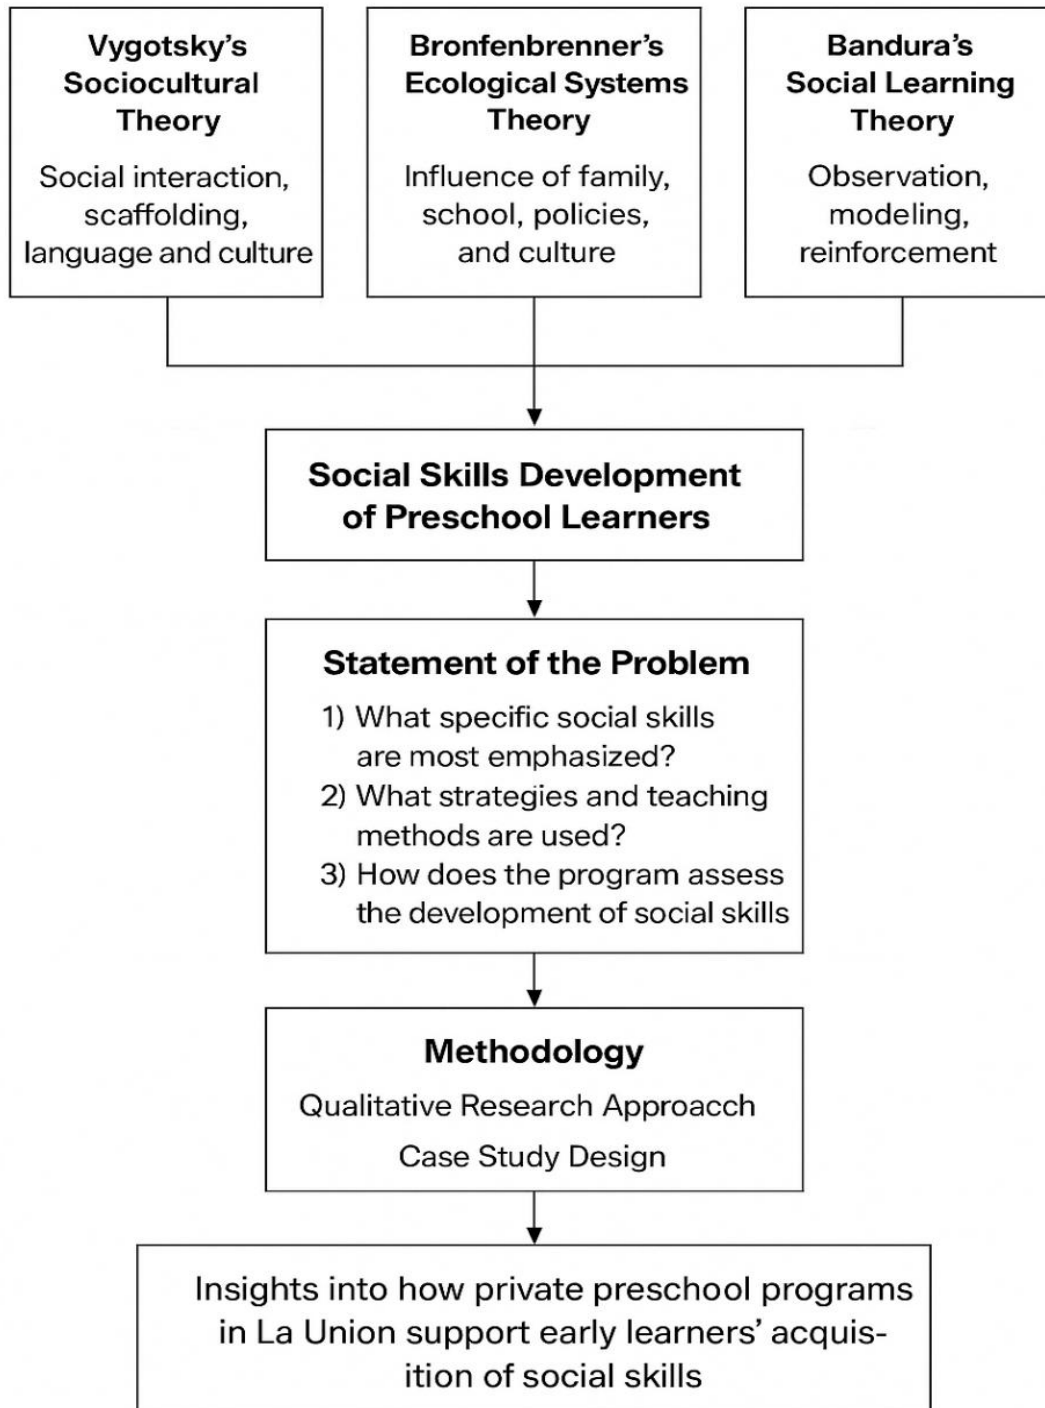 Vygotsky's
Sociocultural
Theory
Social interaction,
scaffolding,
language and culture
Bronfenbrenner's
Ecological Systems
Theory
Influence of family,
school, policies,
and culture
Bandura's
Social Learning
Theory
Observation,
modeling,
reinforcement
Social Skills Development
of Preschool Learners
Statement of the Problem
1) What specific social skills
are most emphasized?
2) What strategies and teaching
methods are used?
3) How does the program assess
the development of social skills
Methodology
Qualitative Research Approacch
Case Study Design
Insights into how private preschool programs
in La Union support early learners' acquis-
ition of social skills